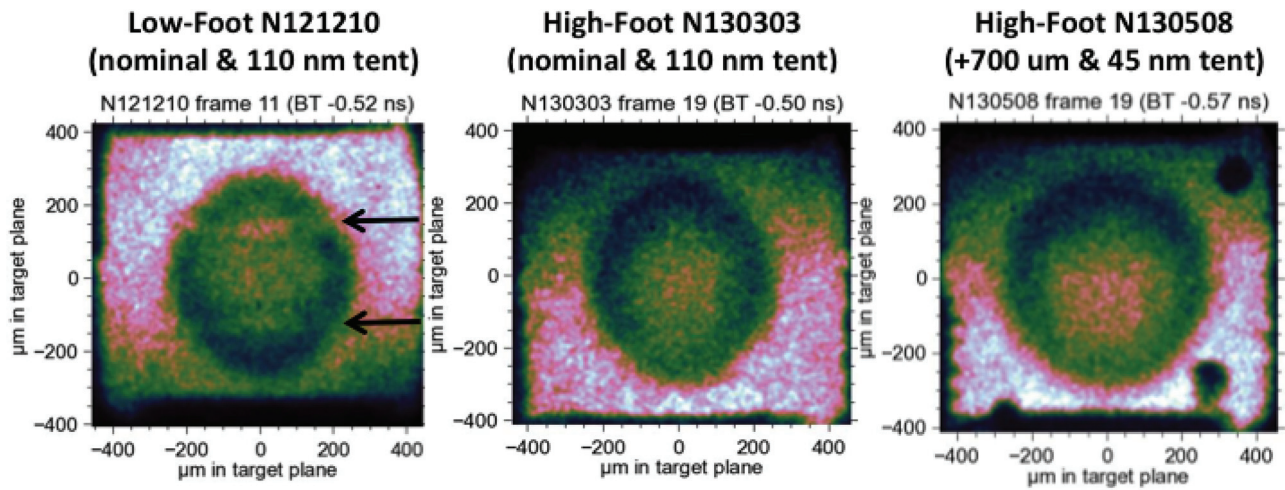 Low-Foot N121210
(nominal & 110 nm tent)
N121210 frame 11 (BT -0.52 ns)
400
200
0
−200
−400
µm in target plane
−400 −200 0 200 400
µm in target plane
High-Foot N130303
(nominal & 110 nm tent)
N130303 frame 19 (BT -0.50 ns)
400
200
0
−200
−400
µm in target plane
−400 −200 0 200 400
µm in target plane
High-Foot N130508
(+700 um & 45 nm tent)
N130508 frame 19 (BT -0.57 ns)
400
200
0
−200
−400
µm in target plane
−400 −200 0 200 400
µm in target plane